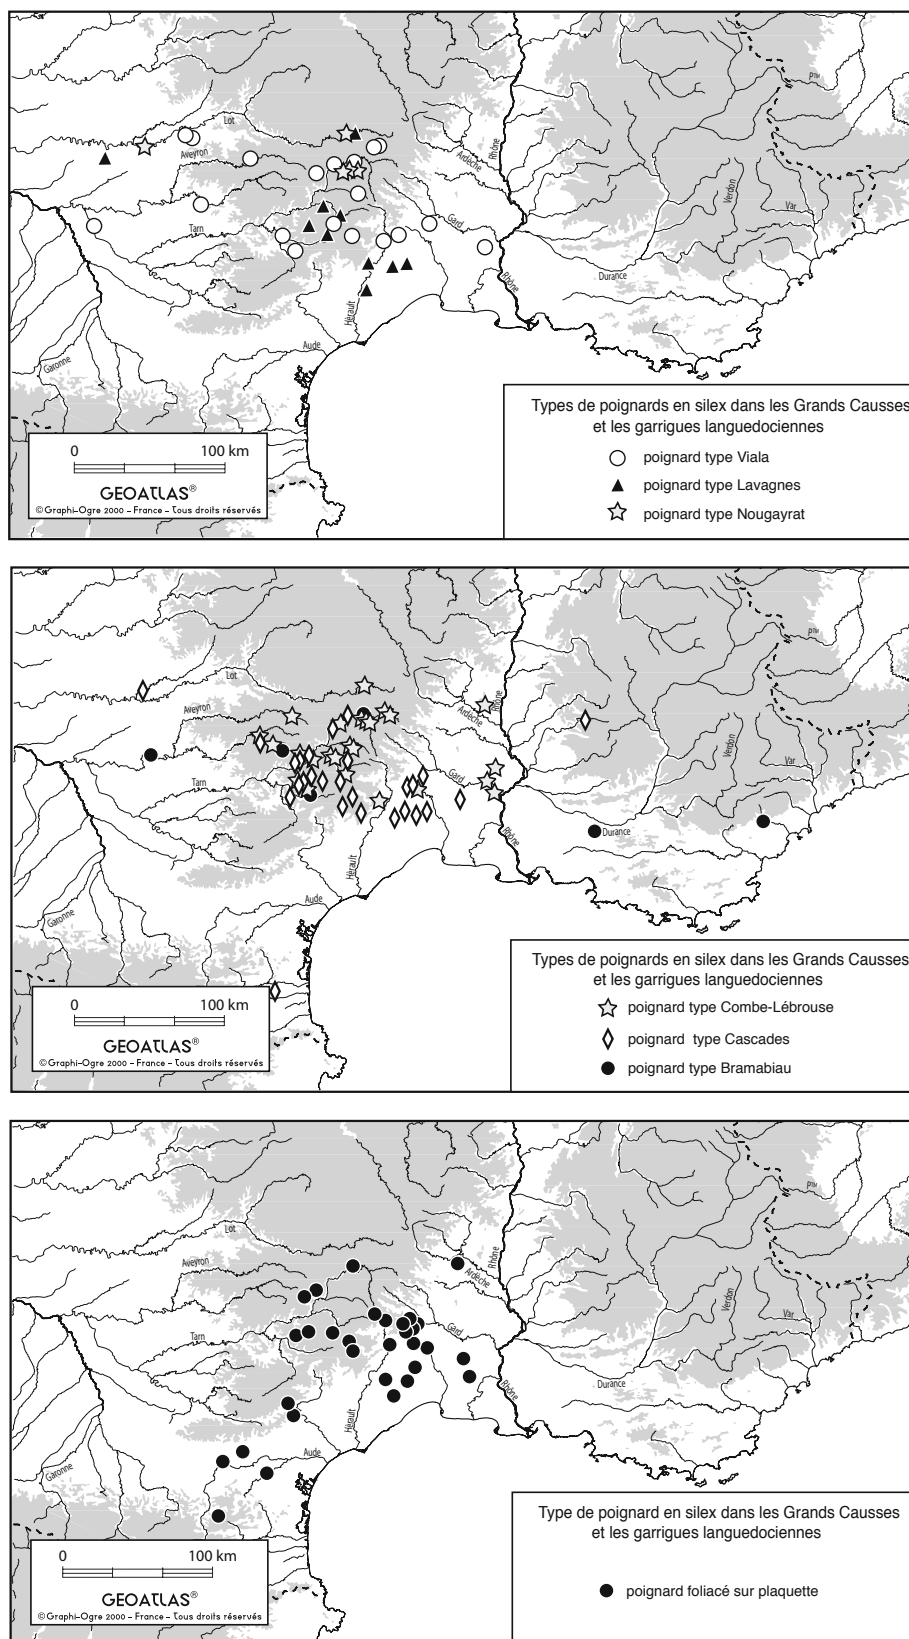 Lot
Aveyron
Tarn
Ardèche
Rhône
Gard
Rhône
Durance
Verdon
Var
Pô
Hérault
Aude
Garonne
0 100 km
GEOATLAS®
©Graphi-Ogre 2000 - France - Tous droits réservés
Types de poignards en silex dans les Grands Causses
et les garrigues languedociennes
poignard type Viala
poignard type Lavagnes
poignard type Nougayrat
Lot
Aveyron
Tarn
Ardèche
Rhône
Gard
Rhône
Durance
Verdon
Var
Pô
Hérault
Aude
Garonne
0 100 km
GEOATLAS®
©Graphi-Ogre 2000 - France - Tous droits réservés
Types de poignards en silex dans les Grands Causses
et les garrigues languedociennes
poignard type Combe-Lébrouse
poignard type Cascades
poignard type Bramabiau
Lot
Aveyron
Tarn
Ardèche
Rhône
Gard
Rhône
Durance
Verdon
Var
Pô
Hérault
Aude
Garonne
0 100 km
GEOATLAS®
©Graphi-Ogre 2000 - France - Tous droits réservés
Type de poignard en silex dans les Grands Causses
et les garrigues languedociennes
poignard foliacé sur plaquette